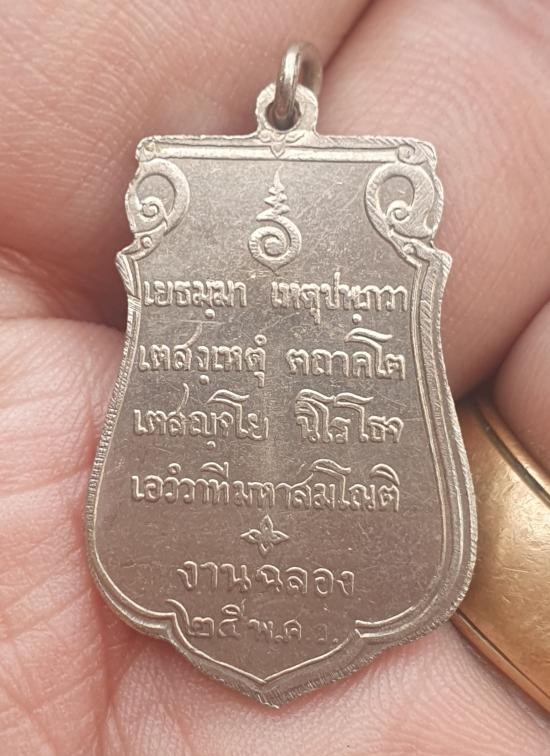 เยธมฺมา เหตุปฺปภวา
เตสงฺเหตุํ ตถาคโต
เตสญฺจโย นิโรโธจ
เอวํวาทีมหาสมโณติ
งานฉลอง
๒๕ พ.ค.